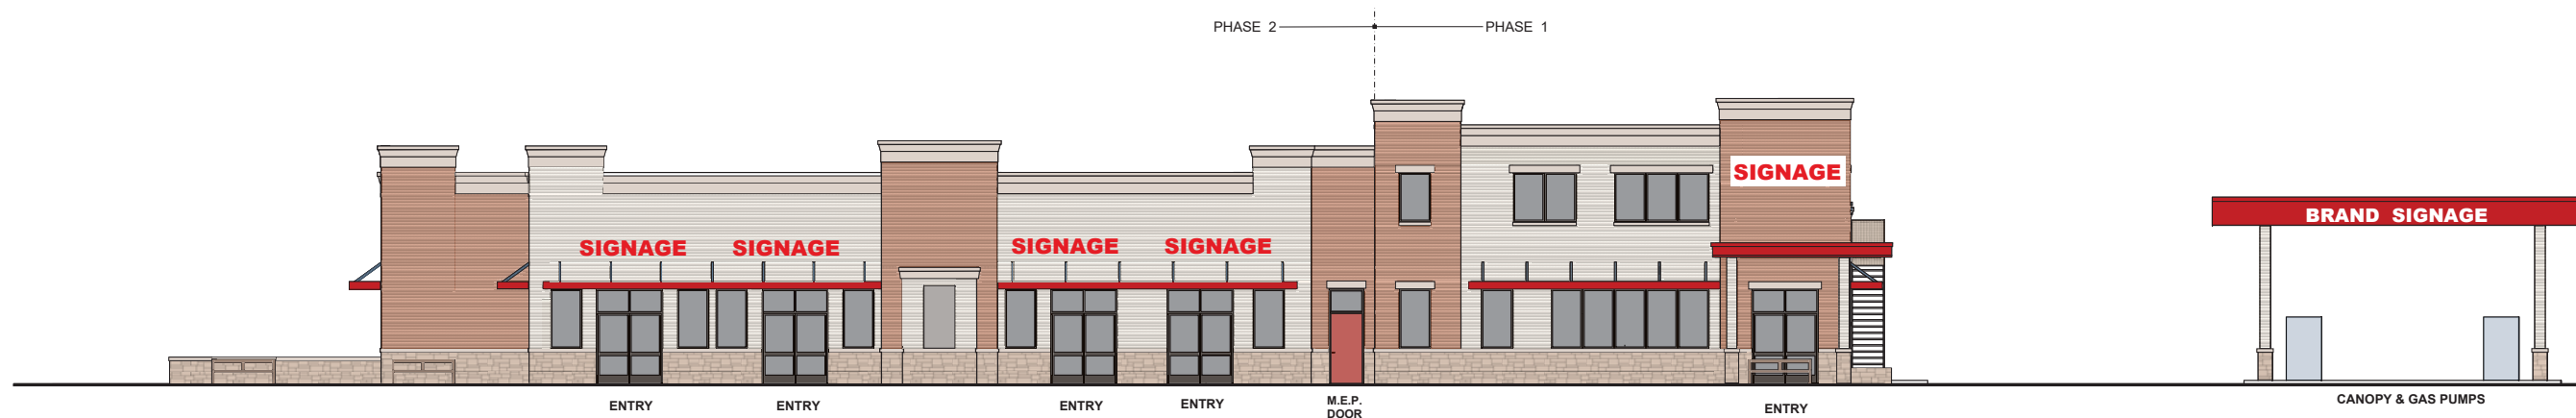 PHASE 2
PHASE 1
SIGNAGE
BRAND SIGNAGE
SIGNAGE
SIGNAGE
SIGNAGE
SIGNAGE
ENTRY
ENTRY
ENTRY
ENTRY
M.E.P.
DOOR
ENTRY
CANOPY & GAS PUMPS